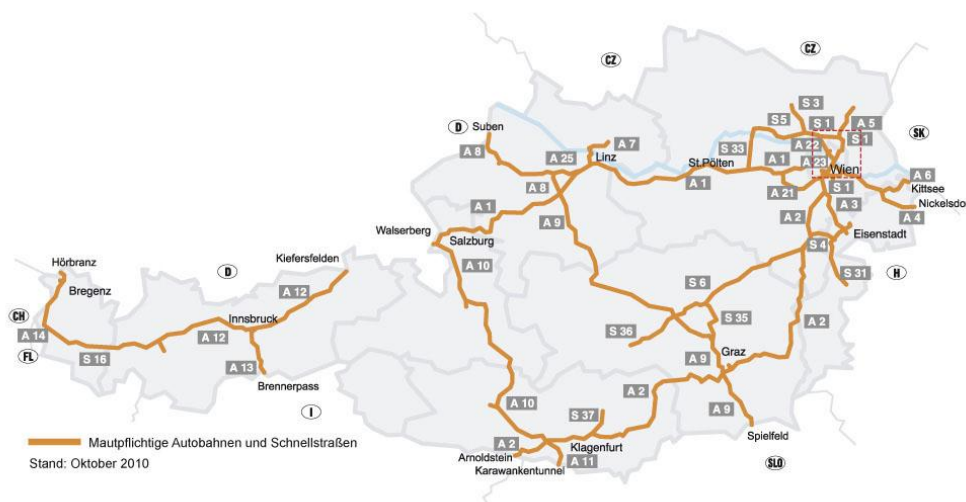 CZ
CZ
S 3
S 5
S 1
A 5
D
Suben
A 7
S 1
SK
A 8
A 25
Linz
S 33
A 22
St.Pölten
A 1
A 23
Wien
A 8
A 1
A 21
S 1
A 6
Kittsee
A 1
A 9
A 2
A 3
Nickelsdo
A 4
Walserberg
Salzburg
Eisenstadt
S 4
Hörbranz
D
Kiefersfelden
A 10
S 31
H
Bregenz
A 12
S 6
CH
Innsbruck
S 35
A 2
A 14
A 12
S 36
FL
S 16
A 13
A 9
Graz
Brennerpass
A 2
I
A 10
S 37
A 9
Mautpflichtige Autobahnen und Schnellstraßen
A 2
Klagenfurt
Spielfeld
Stand: Oktober 2010
Arnoldstein
A 11
SLO
Karawankentunnel